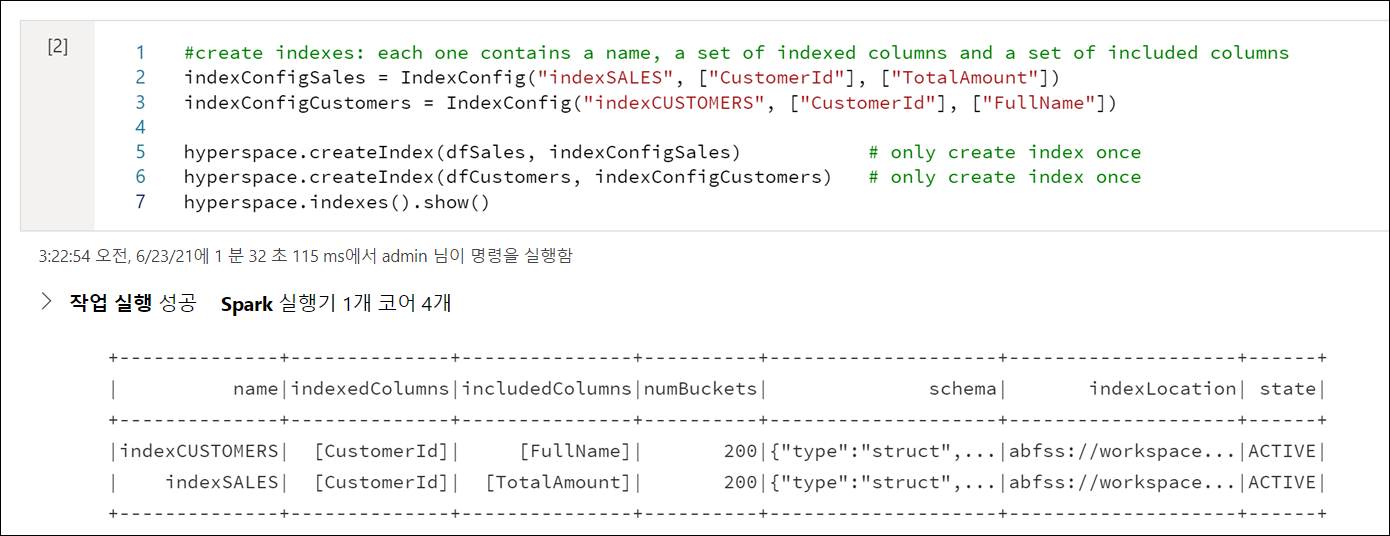 [2]
1 #create indexes: each one contains a name, a set of indexed columns and a set of included columns
2 indexConfigSales = IndexConfig("indexSALES", ["CustomerId"], ["TotalAmount"])
3 indexConfigCustomers = IndexConfig("indexCUSTOMERS", ["CustomerId"], ["FullName"])
4
5 hyperspace.createIndex(dfSales, indexConfigSales)           # only create index once
6 hyperspace.createIndex(dfCustomers, indexConfigCustomers)   # only create index once
7 hyperspace.indexes().show()
3:22:54 오전, 6/23/21에 1 분 32 초 115 ms에서 admin 님이 명령을 실행함
> 작업 실행 성공 Spark 실행기 1개 코어 4개
+--------------+--------------+---------------+----------+--------------------+--------------------+------+
|          name|indexedColumns|includedColumns|numBuckets|              schema|       indexLocation| state|
+--------------+--------------+---------------+----------+--------------------+--------------------+------+
|indexCUSTOMERS|  [CustomerId]|     [FullName]|       200|{"type":"struct",...|abfss://workspace...|ACTIVE|
|    indexSALES|  [CustomerId]|  [TotalAmount]|       200|{"type":"struct",...|abfss://workspace...|ACTIVE|
+--------------+--------------+---------------+----------+--------------------+--------------------+------+